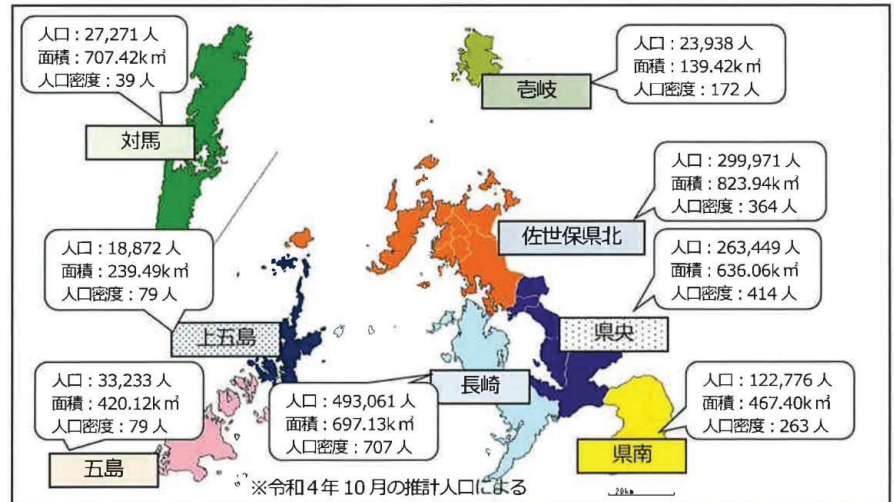 人口：27,271 人
面積：707.42k㎡
人口密度：39 人
対馬
人口：23,938 人
面積：139.42k㎡
人口密度：172 人
壱岐
人口：299,971 人
面積：823.94k㎡
人口密度：364 人
佐世保県北
人口：18,872 人
面積：239.49k㎡
人口密度：79 人
上五島
人口：263,449 人
面積：636.06k㎡
人口密度：414 人
県央
人口：33,233 人
面積：420.12k㎡
人口密度：79 人
五島
人口：493,061 人
面積：697.13k㎡
人口密度：707 人
長崎
人口：122,776 人
面積：467.40k㎡
人口密度：263 人
県南
※令和４年 10 月の推計人口による
20km